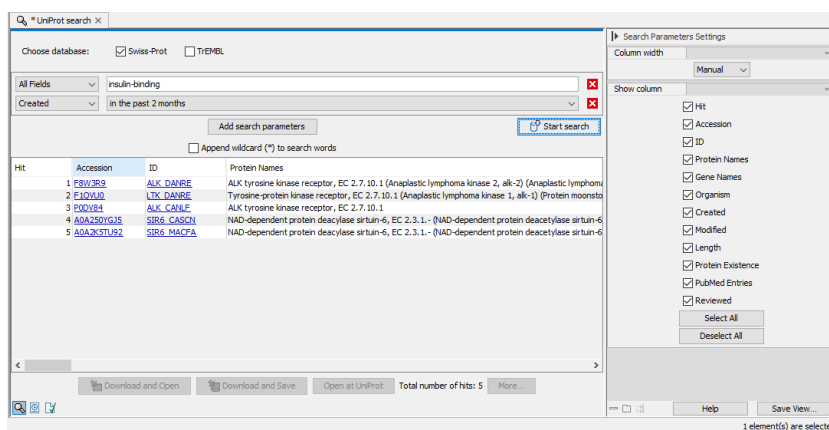 * UniProt search
Choose database: Swiss-Prot TrEMBL
All Fields insulin-binding
Created in the past 2 months
Add search parameters Start search
Append wildcard (*) to search words
Hit Accession ID Protein Names
1 F8W3R9 ALK_DANRE ALK tyrosine kinase receptor, EC 2.7.10.1 (Anaplastic lymphoma kinase 2, alk-2) (Anaplastic lymphoma
2 F1QVU0 LTK_DANRE Tyrosine-protein kinase receptor, EC 2.7.10.1 (Anaplastic lymphoma kinase 1, alk-1) (Protein moonsto
3 P0DV84 ALK_CANLF ALK tyrosine kinase receptor, EC 2.7.10.1
4 A0A250YGJ5 SIR6_CASCN NAD-dependent protein deacylase sirtuin-6, EC 2.3.1.- (NAD-dependent protein deacetylase sirtuin-6
5 A0A2K5TU92 SIR6_MACFA NAD-dependent protein deacylase sirtuin-6, EC 2.3.1.- (NAD-dependent protein deacetylase sirtuin-6
Download and Open Download and Save Open at UniProt Total number of hits: 5 More...
Search Parameters Settings
Column width
Manual
Show column
Hit
Accession
ID
Protein Names
Gene Names
Organism
Created
Modified
Length
Protein Existence
PubMed Entries
Reviewed
Select All
Deselect All
Help Save View...
1 element(s) are selecte